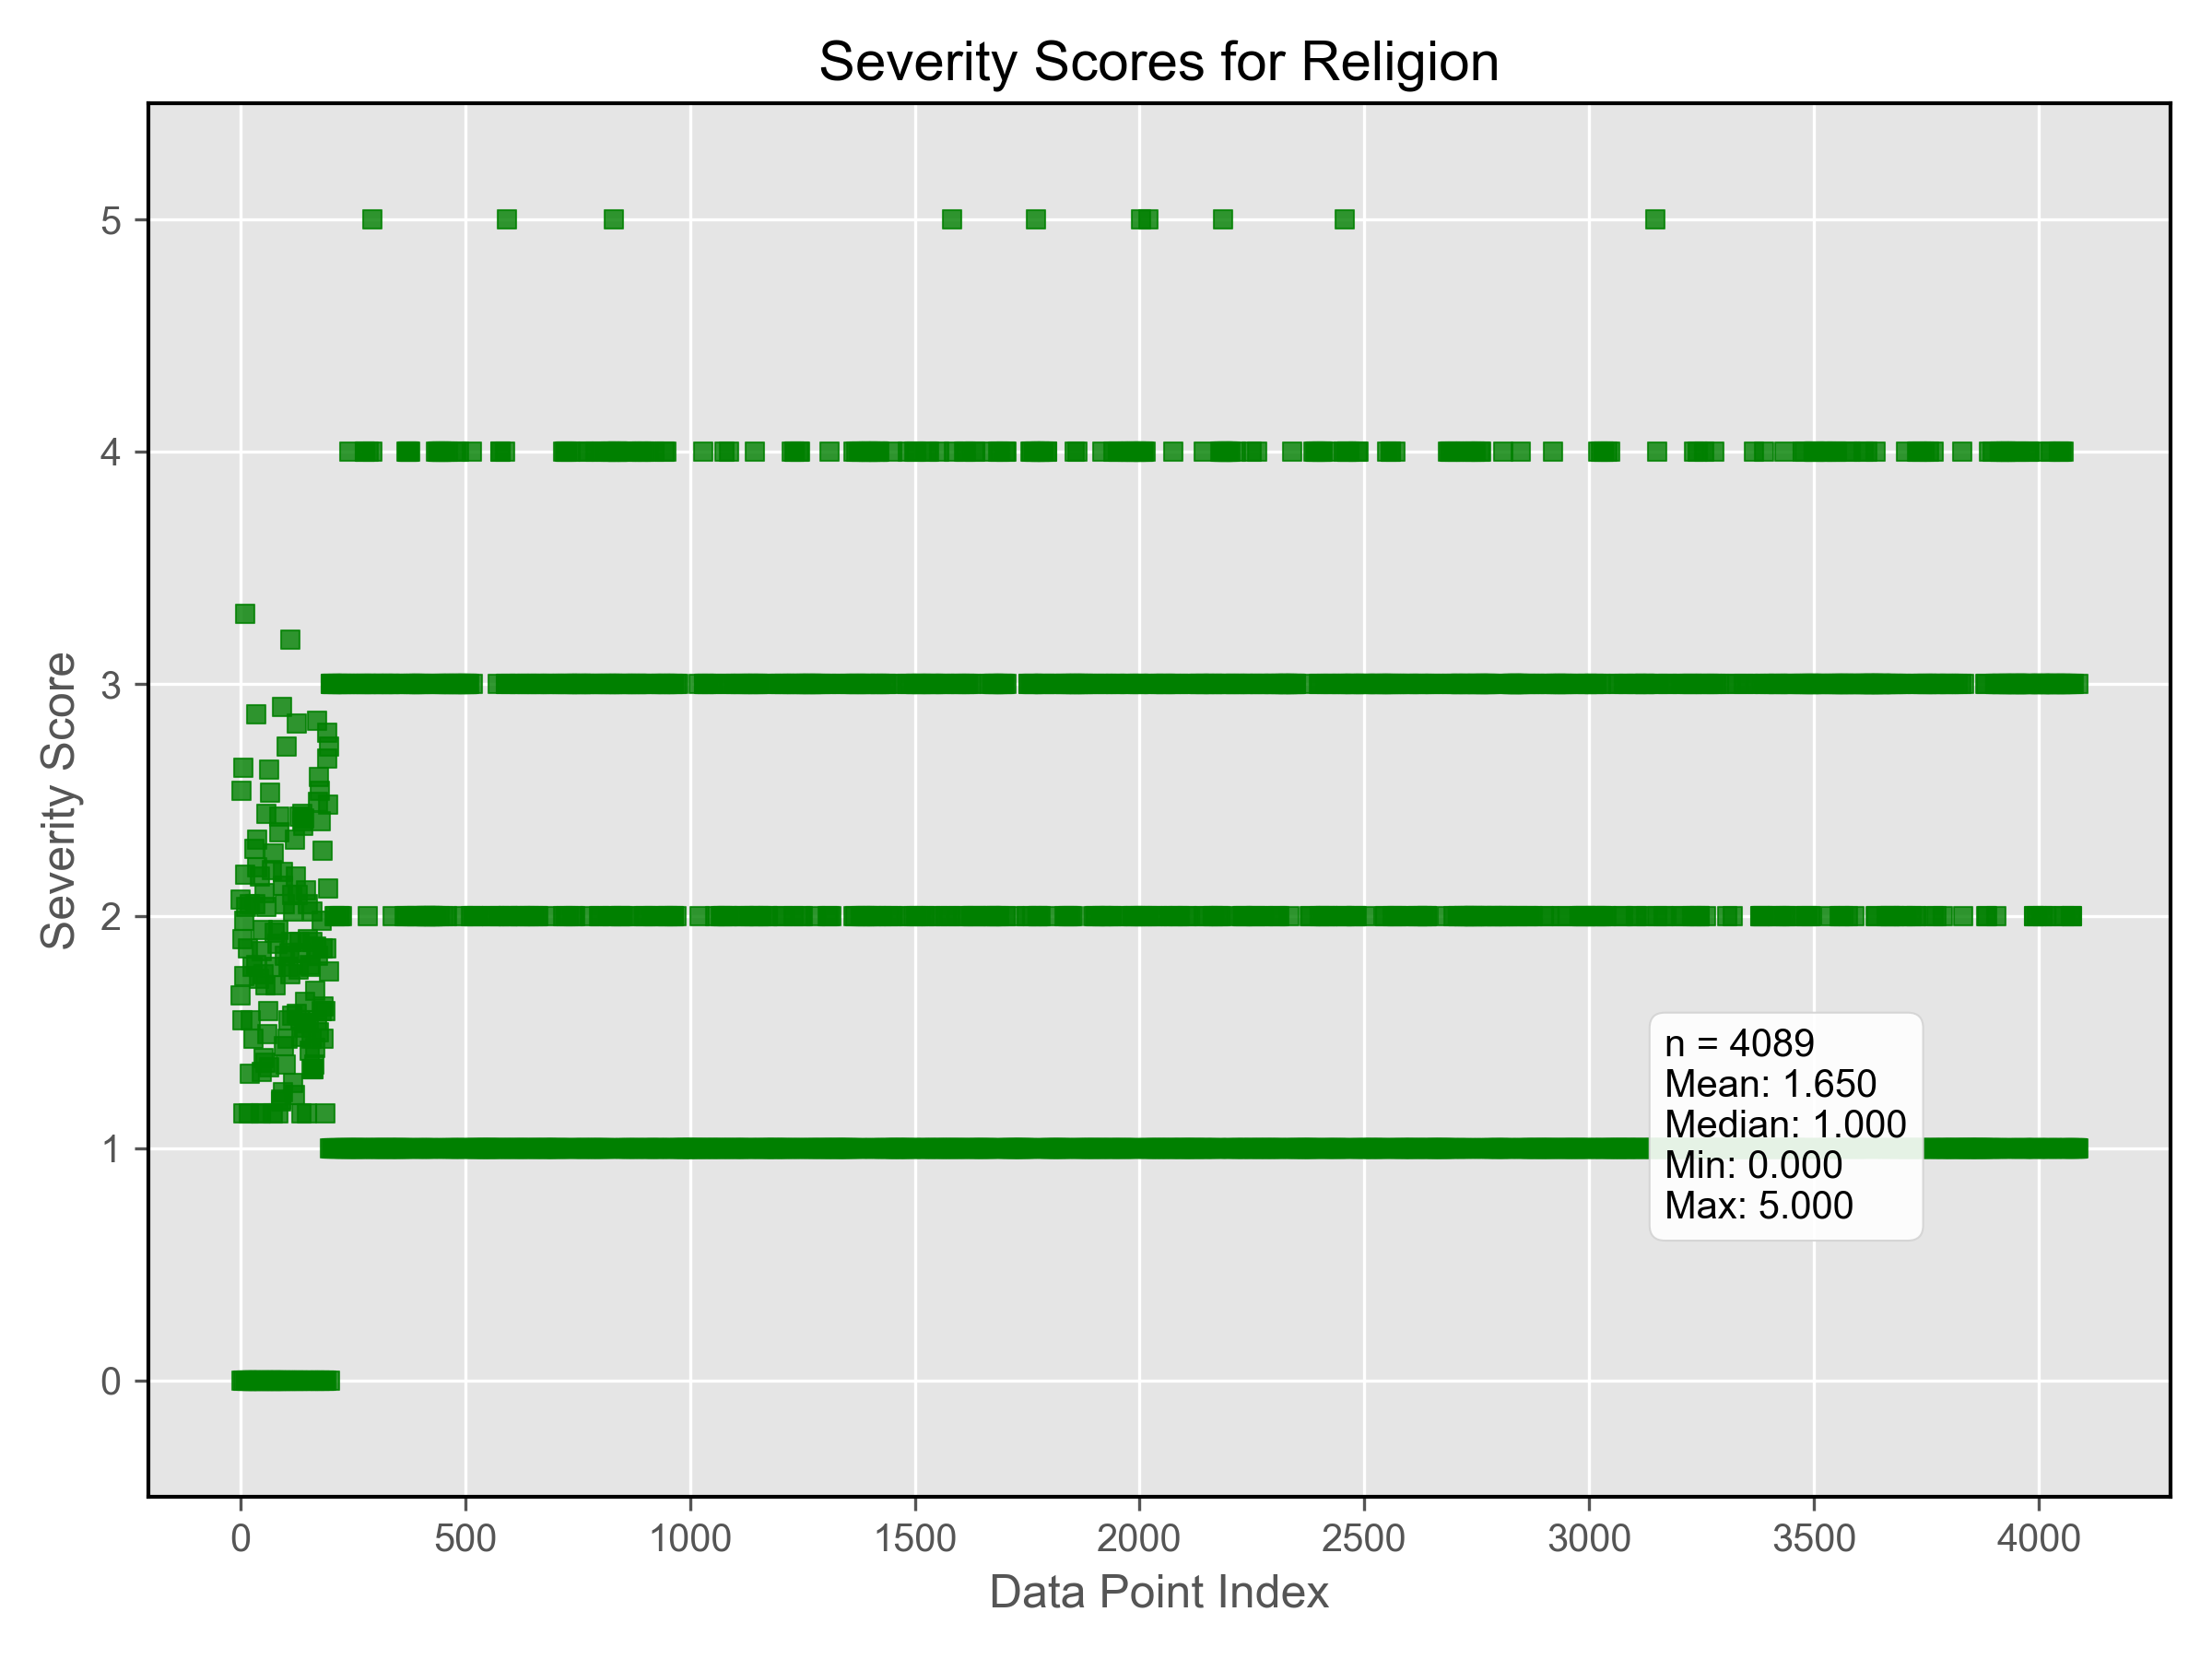 Severity Scores for Religion
Severity Score
5
4
3
2
1
0
n = 4089
Mean: 1.650
Median: 1.000
Min: 0.000
Max: 5.000
0 500 1000 1500 2000 2500 3000 3500 4000
Data Point Index